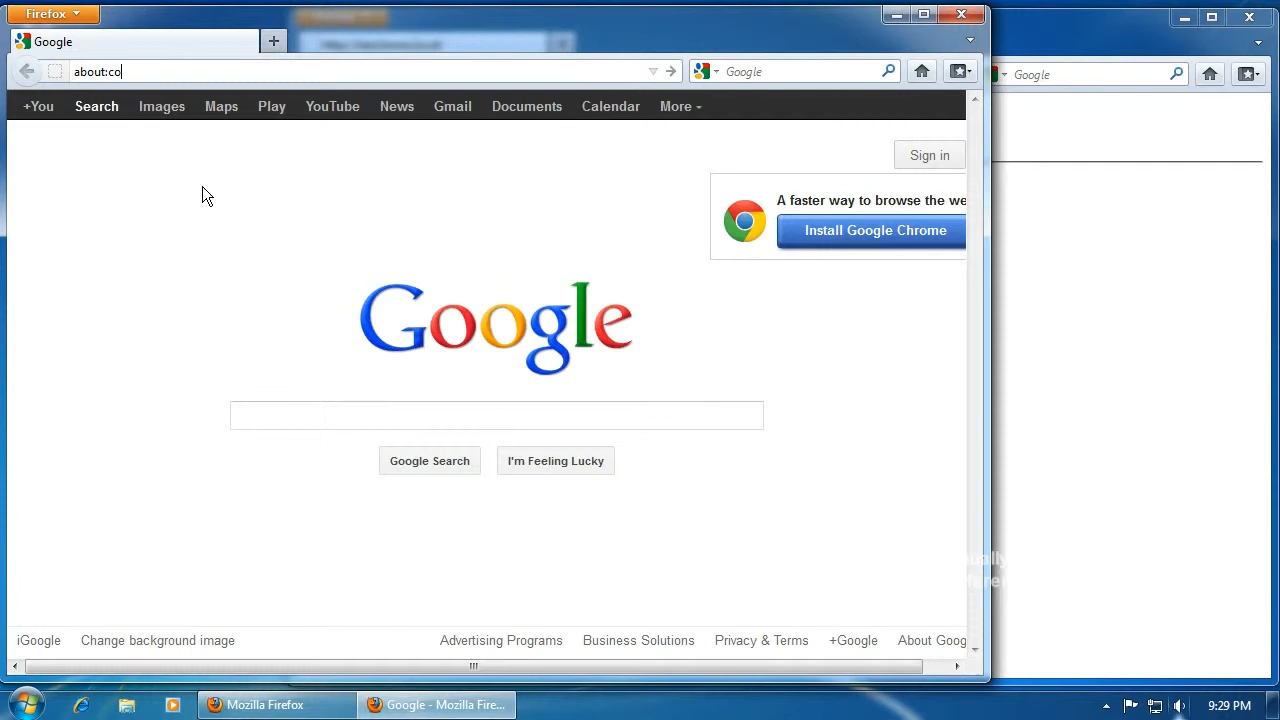 Firefox
Google
about:co
Google
Google
+You Search Images Maps Play YouTube News Gmail Documents Calendar More
Sign in
A faster way to browse the we
Install Google Chrome
Google
Google Search I'm Feeling Lucky
iGoogle Change background image Advertising Programs Business Solutions Privacy & Terms +Google About Goog
Mozilla Firefox Google - Mozilla Fire... 9:29 PM